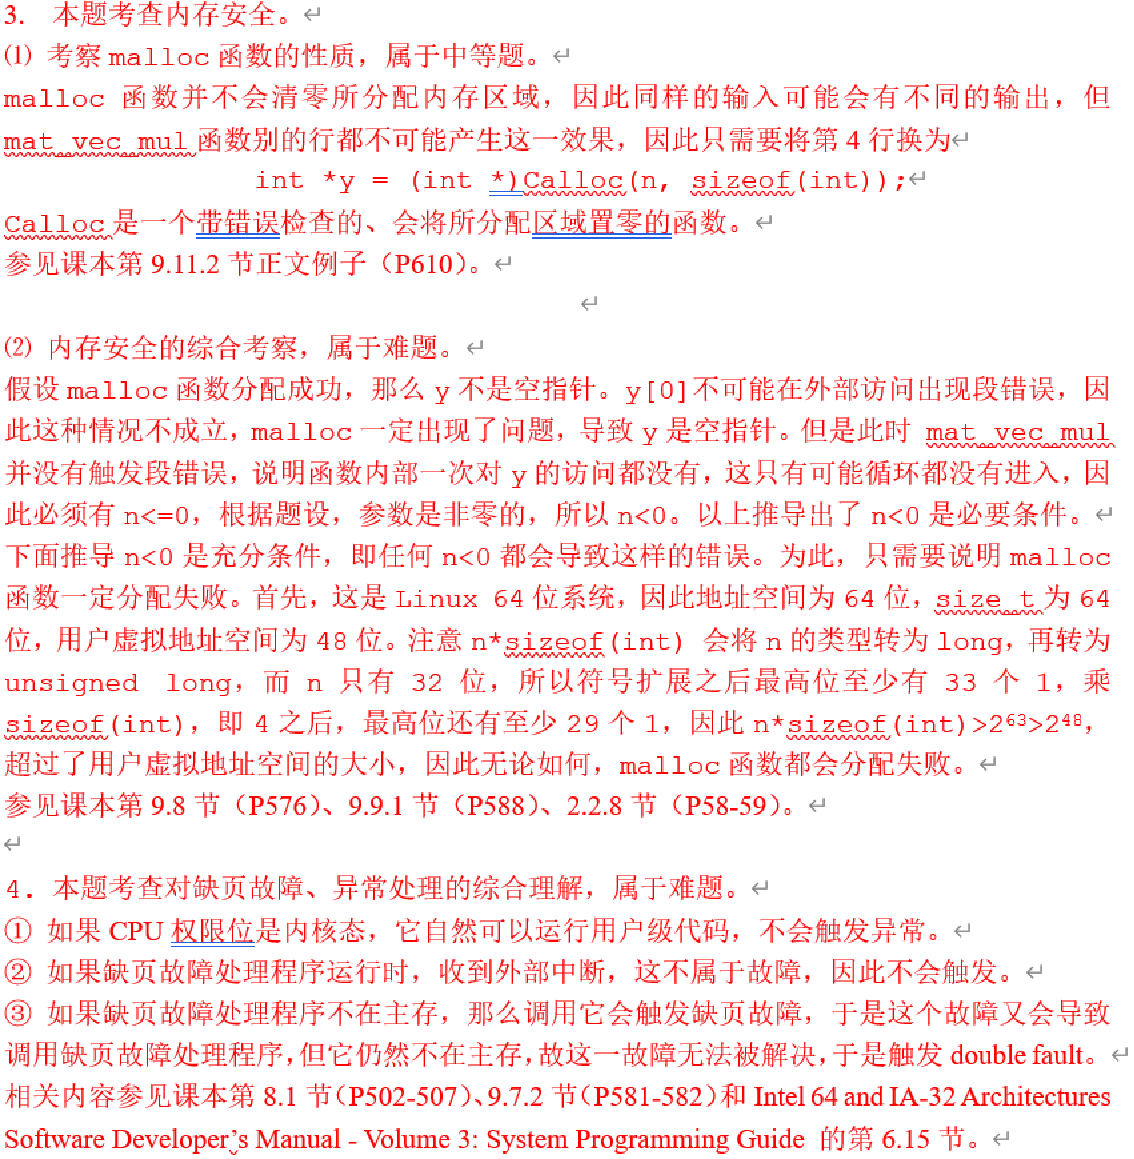 3. 本题考查内存安全。
⑴ 考察 malloc 函数的性质，属于中等题。
malloc 函数并不会清零所分配内存区域，因此同样的输入可能会有不同的输出，但
mat_vec_mul 函数别的行都不可能产生这一效果，因此只需要将第 4 行换为
int *y = (int *)Calloc(n, sizeof(int));
Calloc 是一个带错误检查的、会将所分配区域置零的函数。
参见课本第 9.11.2 节正文例子（P610）。
⑵ 内存安全的综合考察，属于难题。
假设 malloc 函数分配成功，那么 y 不是空指针。y[0]不可能在外部访问出现段错误，因
此这种情况不成立，malloc 一定出现了问题，导致 y 是空指针。但是此时 mat_vec_mul
并没有触发段错误，说明函数内部一次对 y 的访问都没有，这只有可能循环都没有进入，因
此必须有 n<=0，根据题设，参数是非零的，所以 n<0。以上推导出了 n<0 是必要条件。
下面推导 n<0 是充分条件，即任何 n<0 都会导致这样的错误。为此，只需要说明 malloc
函数一定分配失败。首先，这是 Linux 64 位系统，因此地址空间为 64 位，size_t 为 64
位，用户虚拟地址空间为 48 位。注意 n*sizeof(int) 会将 n 的类型转为 long，再转为
unsigned long，而 n 只有 32 位，所以符号扩展之后最高位至少有 33 个 1，乘
sizeof(int)，即 4 之后，最高位还有至少 29 个 1，因此 n*sizeof(int)>2⁶³>2⁴⁸，
超过了用户虚拟地址空间的大小，因此无论如何，malloc 函数都会分配失败。
参见课本第 9.8 节（P576）、9.9.1 节（P588）、2.2.8 节（P58-59）。
4. 本题考查对缺页故障、异常处理的综合理解，属于难题。
① 如果 CPU 权限位是内核态，它自然可以运行用户级代码，不会触发异常。
② 如果缺页故障处理程序运行时，收到外部中断，这不属于故障，因此不会触发。
③ 如果缺页故障处理程序不在主存，那么调用它会触发缺页故障，于是这个故障又会导致
调用缺页故障处理程序，但它仍然不在主存，故这一故障无法被解决，于是触发 double fault。
相关内容参见课本第 8.1 节（P502-507）、9.7.2 节（P581-582）和 Intel 64 and IA-32 Architectures
Software Developer's Manual - Volume 3: System Programming Guide 的第 6.15 节。